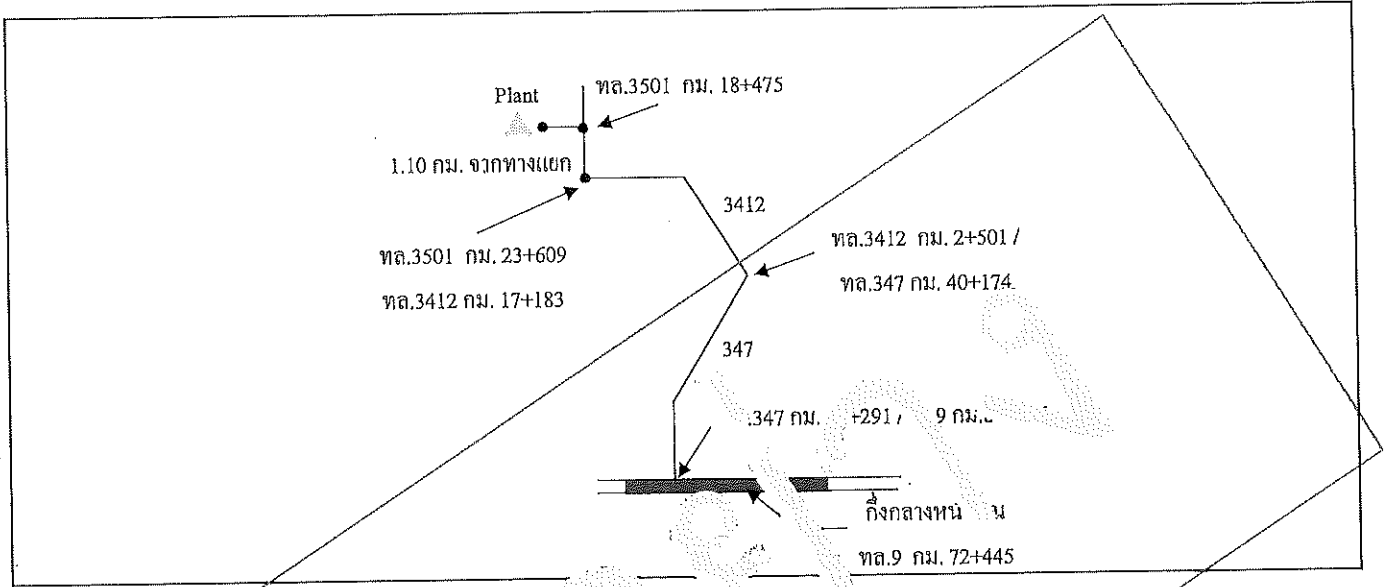 ทล.3501 กม. 18+475
Plant
1.10 กม. จากทางแยก
3412
ทล.3501 กม. 23+609
ทล.3412 กม. 17+183
ทล.3412 กม. 2+501 /
ทล.347 กม. 40+174
347
.347 กม. +291 / 9 กม.
กึ่งกลางหน
ทล.9 กม. 72+445